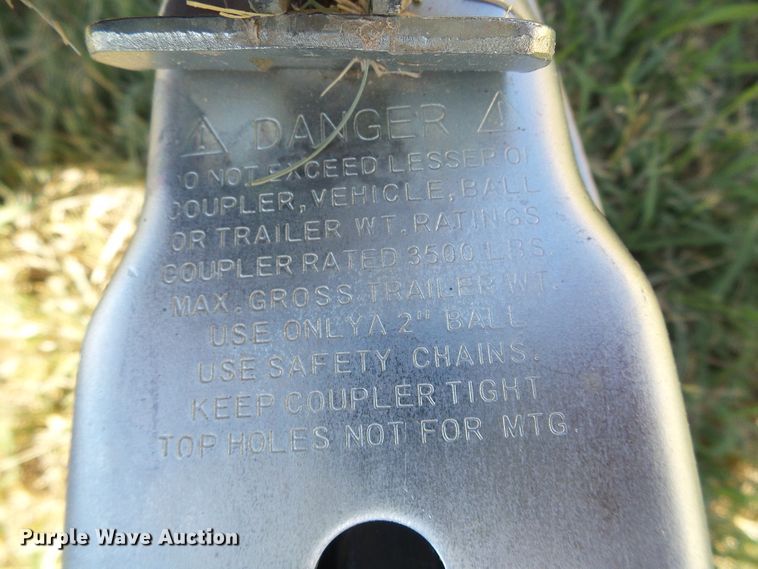 DANGER
DO NOT EXCEED LESSER OF
COUPLER, VEHICLE, BALL
OR TRAILER WT. RATINGS
COUPLER RATED 3500 LBS.
MAX. GROSS TRAILER WT.
USE ONLY A 2" BALL
USE SAFETY CHAINS.
KEEP COUPLER TIGHT
TOP HOLES NOT FOR MTG.
Purple Wave Auction